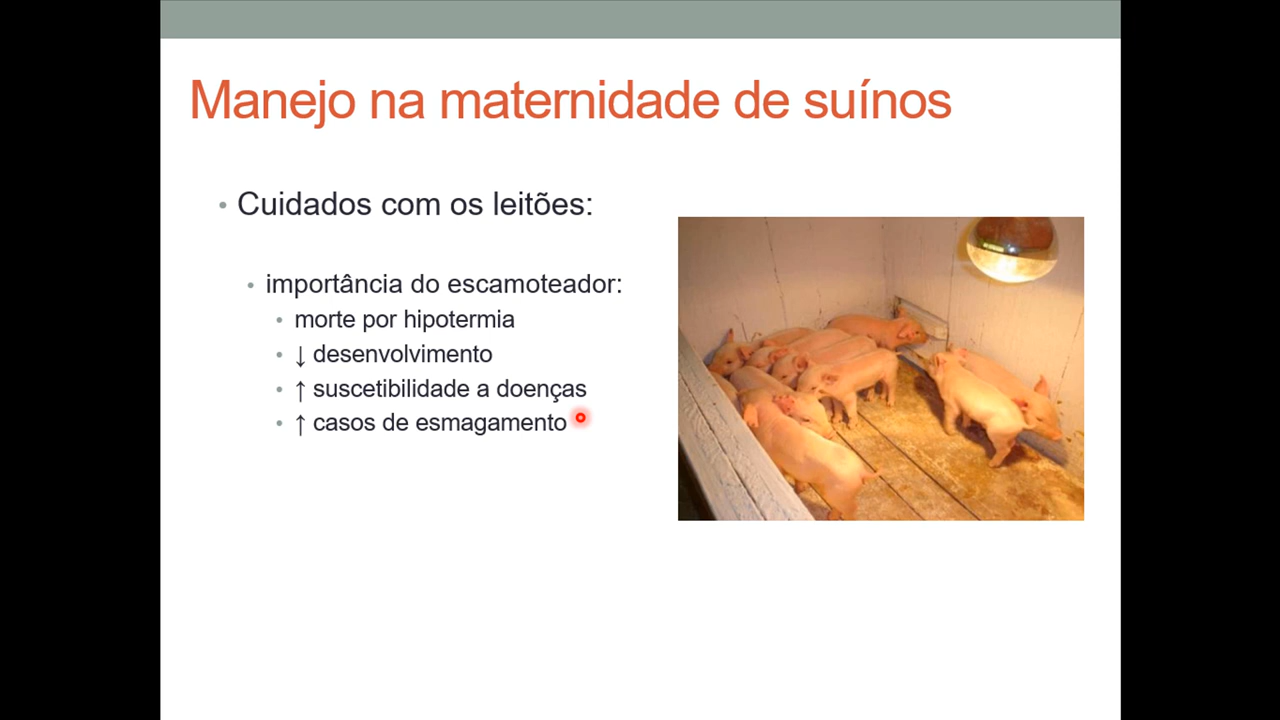 Manejo na maternidade de suínos
• Cuidados com os leitões:
• importância do escamoteador:
• morte por hipotermia
• ↓ desenvolvimento
• ↑ suscetibilidade a doenças
• ↑ casos de esmagamento